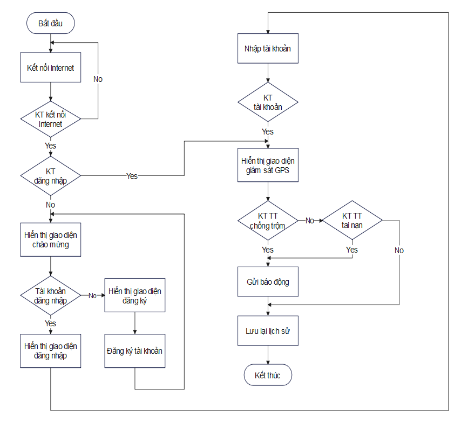 Bắt đầu
Kết nối Internet
No
KT kết nối
Internet
Yes
KT
đăng nhập
Yes
No
Hiển thị giao diện
chào mừng
Tài khoản
đăng nhập
No
Hiển thị giao diện
đăng ký
Yes
Hiển thị giao diện
đăng nhập
Đăng ký tài khoản
Nhập tài khoản
KT
tài khoản
Yes
Hiển thị giao diện
giám sát GPS
KT TT
chống trộm
No
KT TT
tai nạn
Yes
Yes
No
Gửi báo động
Lưu lại lịch sử
Kết thúc